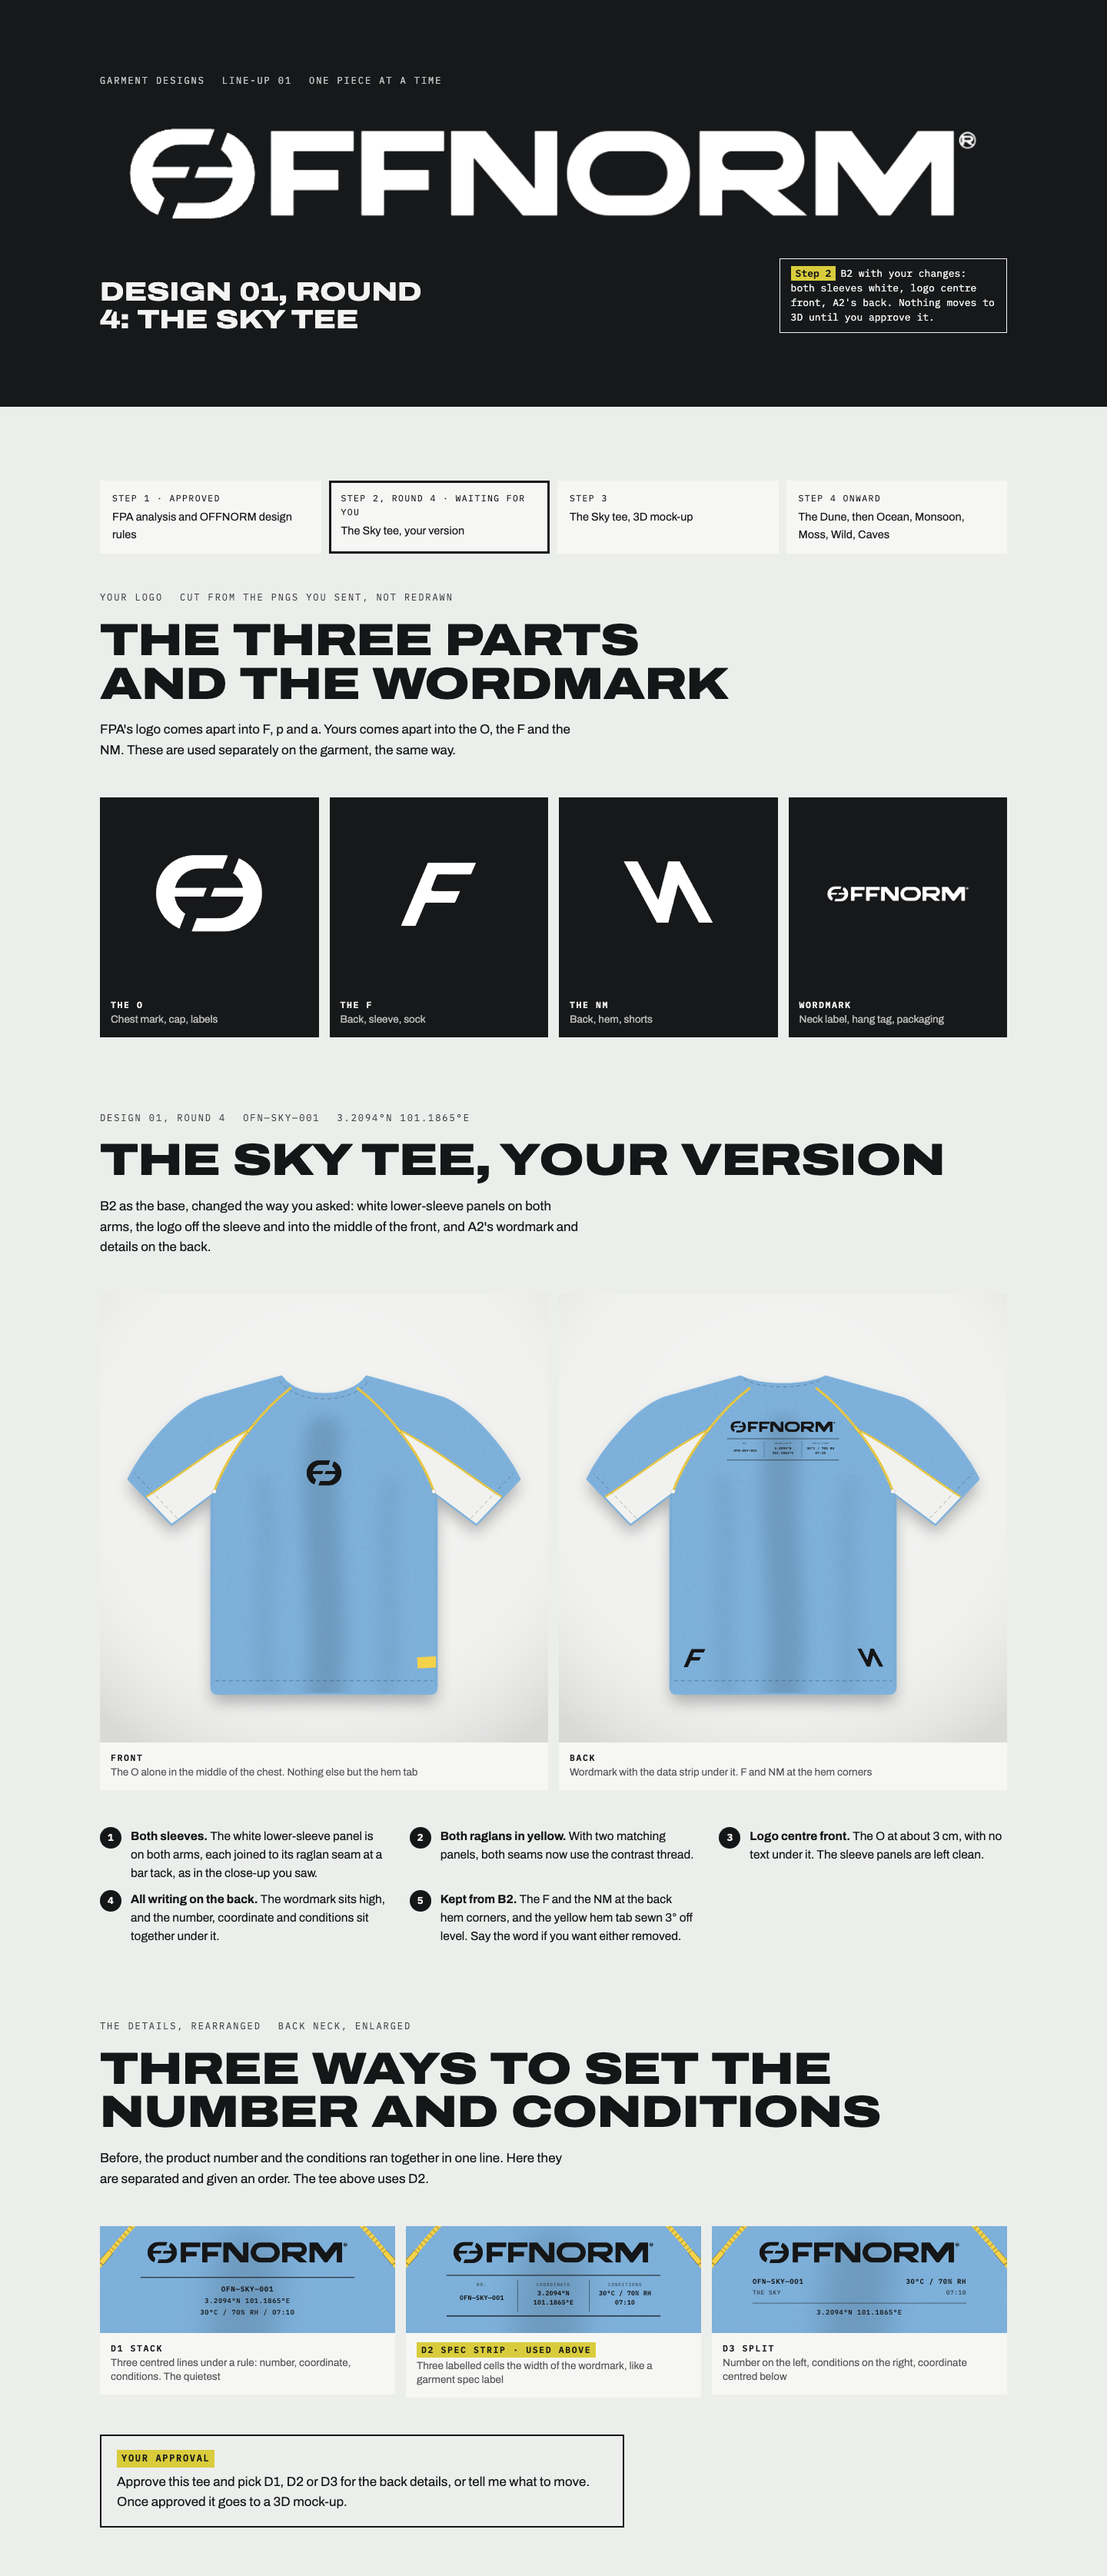 GARMENT DESIGNS LINE-UP 01 ONE PIECE AT A TIME
OFFNORM®
DESIGN 01, ROUND
4: THE SKY TEE
Step 2 B2 with your changes:
both sleeves white, logo centre
front, A2's back. Nothing moves to
3D until you approve it.
STEP 1 · APPROVED
FPA analysis and OFFNORM design
rules
STEP 2, ROUND 4 · WAITING FOR
YOU
The Sky tee, your version
STEP 3
The Sky tee, 3D mock-up
STEP 4 ONWARD
The Dune, then Ocean, Monsoon,
Moss, Wild, Caves
YOUR LOGO CUT FROM THE PNGS YOU SENT, NOT REDRAWN
THE THREE PARTS
AND THE WORDMARK
FPA's logo comes apart into F, p and a. Yours comes apart into the O, the F and the
NM. These are used separately on the garment, the same way.
F
OFFNORM
THE O
Chest mark, cap, labels
THE F
Back, sleeve, sock
THE NM
Back, hem, shorts
WORDMARK
Neck label, hang tag, packaging
DESIGN 01, ROUND 4 OFN—SKY—001 3.2094°N 101.1865°E
THE SKY TEE, YOUR VERSION
B2 as the base, changed the way you asked: white lower-sleeve panels on both
arms, the logo off the sleeve and into the middle of the front, and A2's wordmark and
details on the back.
OFFNORM
OFN—SKY—001
3.2094°N
101.1865°E
30°C / 70% RH
07:10
F
FRONT
The O alone in the middle of the chest. Nothing else but the hem tab
BACK
Wordmark with the data strip under it. F and NM at the hem corners
1 Both sleeves. The white lower-sleeve panel is
on both arms, each joined to its raglan seam at a
bar tack, as in the close-up you saw.
2 Both raglans in yellow. With two matching
panels, both seams now use the contrast thread.
3 Logo centre front. The O at about 3 cm, with no
text under it. The sleeve panels are left clean.
4 All writing on the back. The wordmark sits high,
and the number, coordinate and conditions sit
together under it.
5 Kept from B2. The F and the NM at the back
hem corners, and the yellow hem tab sewn 3° off
level. Say the word if you want either removed.
THE DETAILS, REARRANGED BACK NECK, ENLARGED
THREE WAYS TO SET THE
NUMBER AND CONDITIONS
Before, the product number and the conditions ran together in one line. Here they
are separated and given an order. The tee above uses D2.
OFFNORM
OFN—SKY—001
3.2094°N 101.1865°E
30°C / 70% RH / 07:10
D1 STACK
Three centred lines under a rule: number, coordinate,
conditions. The quietest
OFFNORM
NO.
OFN—SKY—001
COORDINATE
3.2094°N
101.1865°E
CONDITIONS
30°C / 70% RH
07:10
D2 SPEC STRIP · USED ABOVE
Three labelled cells the width of the wordmark, like a
garment spec label
OFFNORM
OFN—SKY—001 30°C / 70% RH
THE SKY 07:10
3.2094°N 101.1865°E
D3 SPLIT
Number on the left, conditions on the right, coordinate
centred below
YOUR APPROVAL
Approve this tee and pick D1, D2 or D3 for the back details, or tell me what to move.
Once approved it goes to a 3D mock-up.